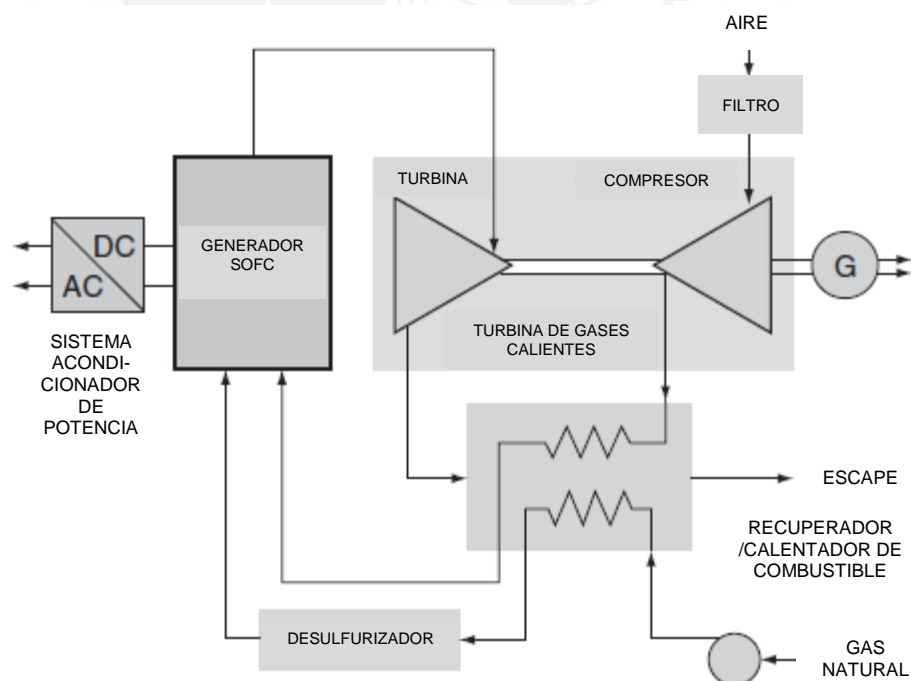 AIRE
FILTRO
TURBINA
COMPRESOR
GENERADOR
SOFC
DC
AC
G
SISTEMA
ACONDI-
CIONADOR
DE
POTENCIA
TURBINA DE GASES
CALIENTES
ESCAPE
RECUPERADOR
/CALENTADOR DE
COMBUSTIBLE
DESULFURIZADOR
GAS
NATURAL